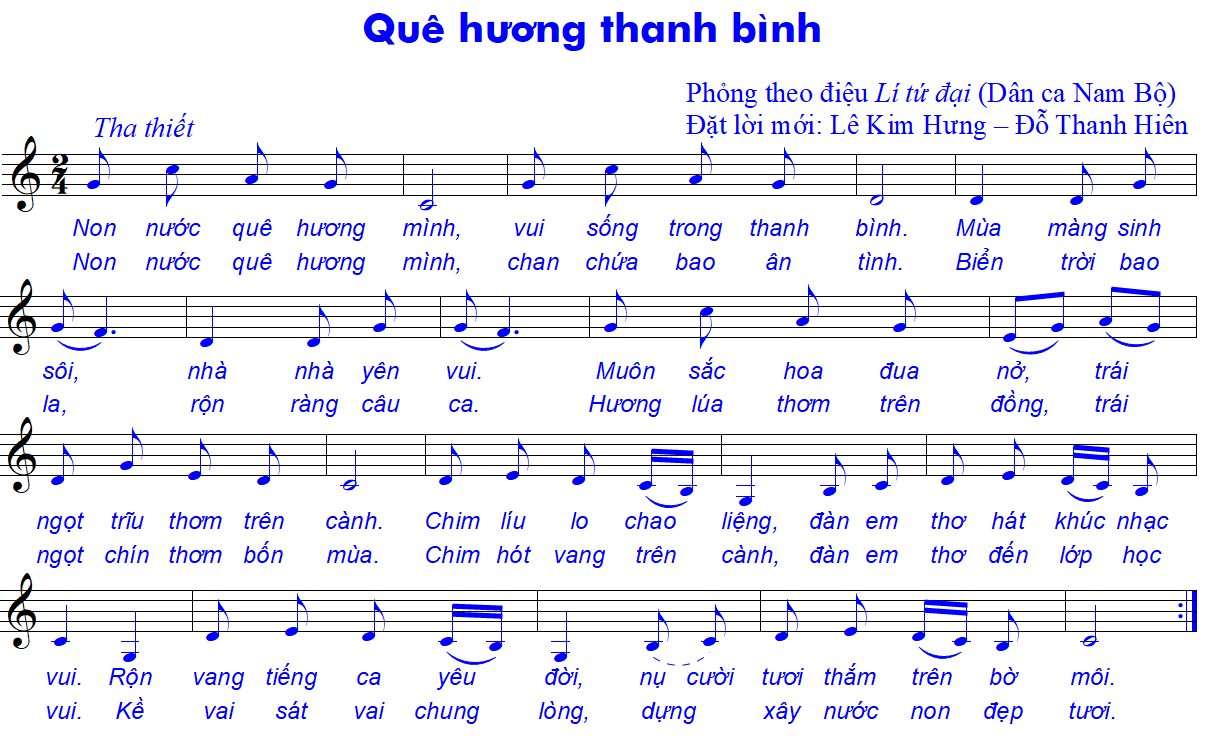 Quê hương thanh bình
Phỏng theo điệu Lí tứ đại (Dân ca Nam Bộ)
Tha thiết
Đặt lời mới: Lê Kim Hưng – Đỗ Thanh Hiên
2
4
Non nước quê hương mình, vui sống trong thanh bình. Mùa màng sinh
Non nước quê hương mình, chan chứa bao ân tình. Biển trời bao
sôi, nhà nhà yên vui. Muôn sắc hoa đua nở, trái
la, rộn ràng câu ca. Hương lúa thơm trên đồng, trái
ngọt trĩu thơm trên cành. Chim líu lo chao liệng, đàn em thơ hát khúc nhạc
ngọt chín thơm bốn mùa. Chim hót vang trên cành, đàn em thơ đến lớp học
vui. Rộn vang tiếng ca yêu đời, nụ cười tươi thắm trên bờ môi.
vui. Kề vai sát vai chung lòng, dựng xây nước non đẹp tươi.